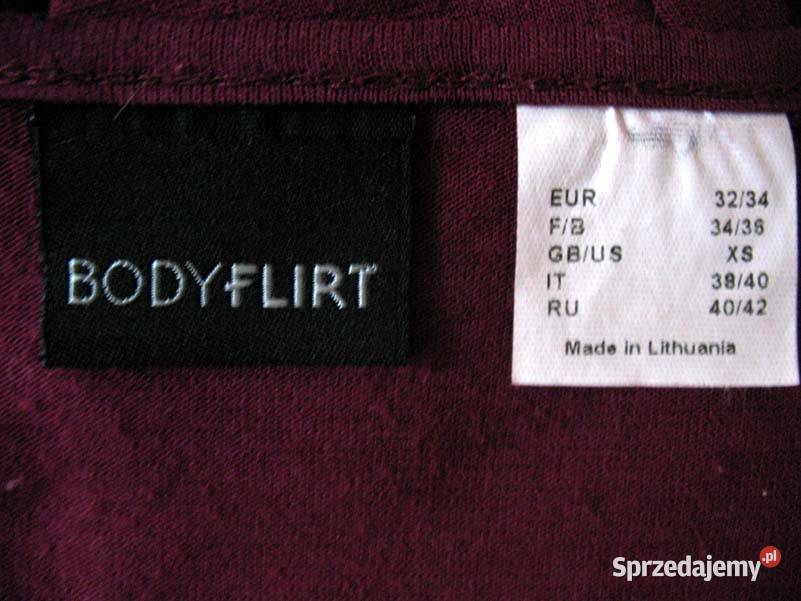 BODYFLIRT
EUR 32/34
F/B 34/36
GB/US XS
IT 38/40
RU 40/42
Made in Lithuania
Sprzedajemy.pl